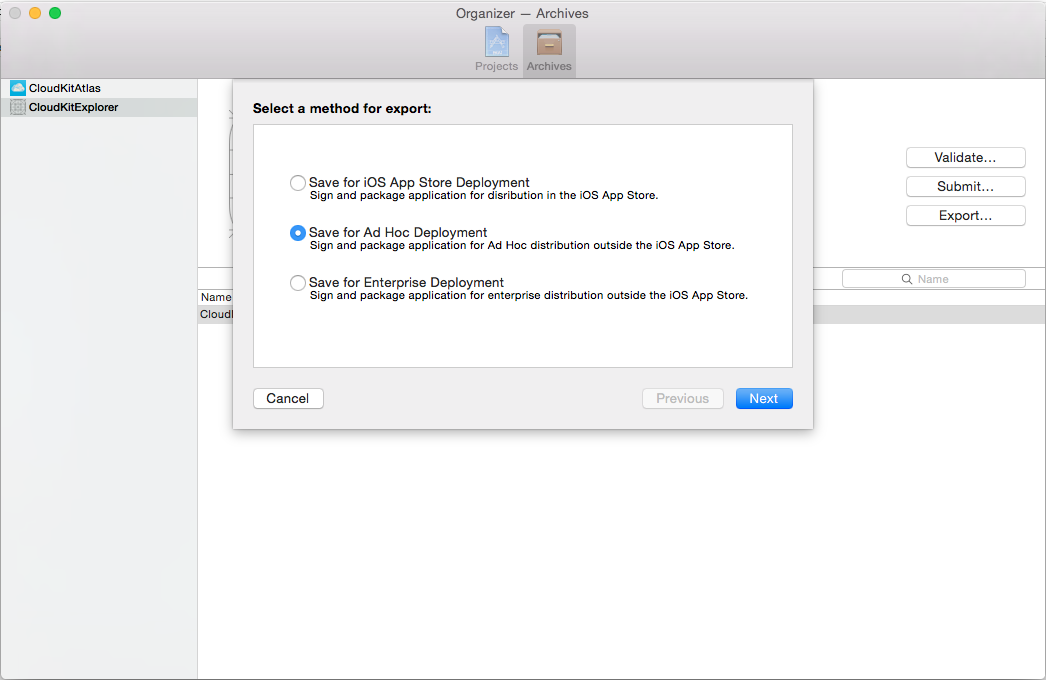 Organizer — Archives
Projects Archives
CloudKitAtlas
CloudKitExplorer
Select a method for export:
Save for iOS App Store Deployment
Sign and package application for disribution in the iOS App Store.
Save for Ad Hoc Deployment
Sign and package application for Ad Hoc distribution outside the iOS App Store.
Save for Enterprise Deployment
Sign and package application for enterprise distribution outside the iOS App Store.
Cancel Previous Next
Validate...
Submit...
Export...
Name
Name